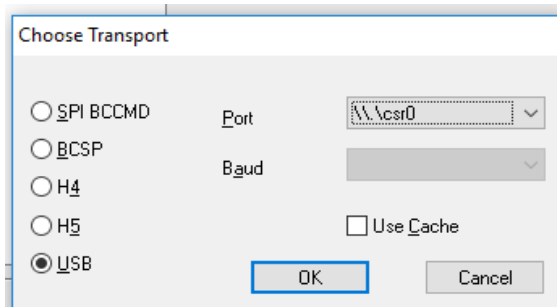 Choose Transport
SPI BCCMD
Port
\\.\csr0
BCSP
Baud
H4
H5
Use Cache
USB
OK
Cancel